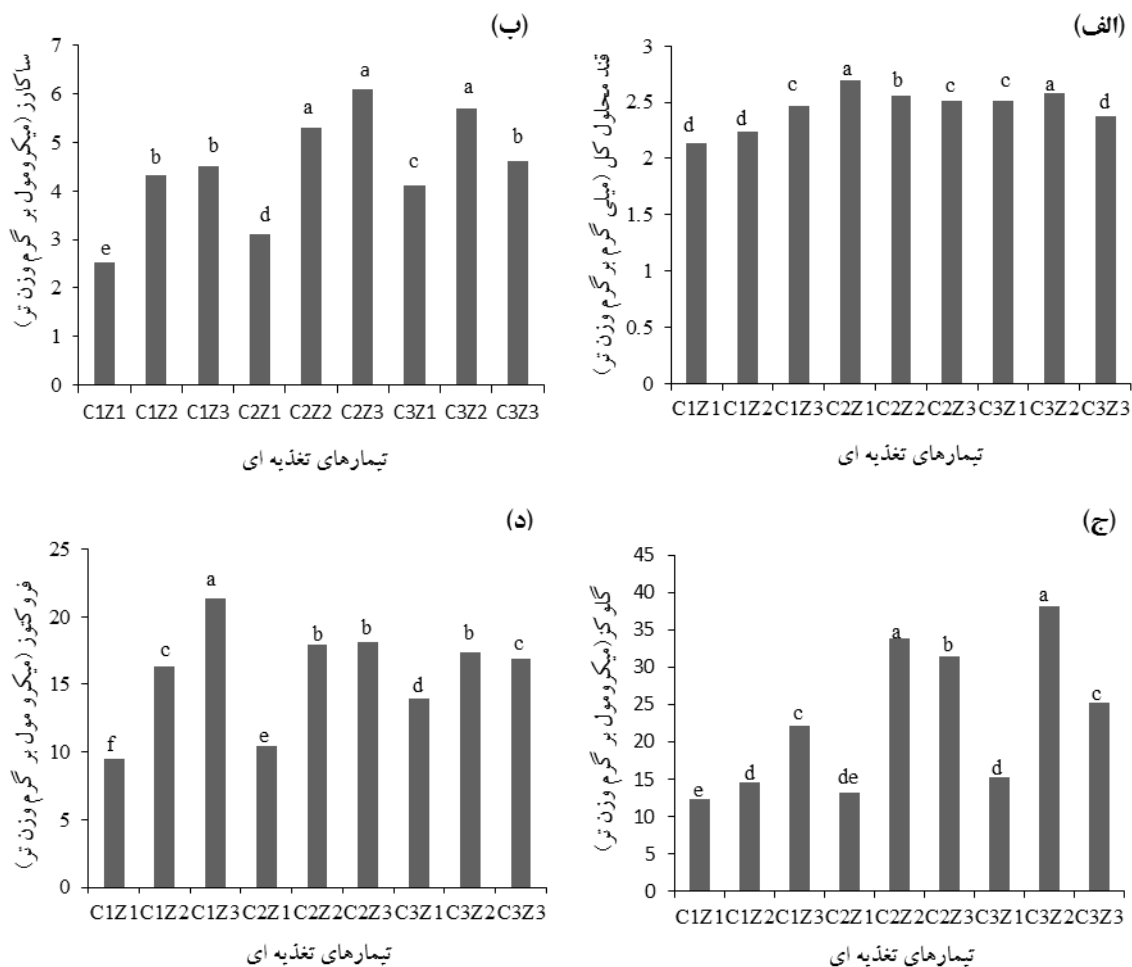 (الف)
قند محلول کل (میلی گرم بر گرم وزن تر)
3
2.5
2
1.5
1
0.5
0
d d c a b c c a d
C1Z1 C1Z2 C1Z3 C2Z1 C2Z2 C2Z3 C3Z1 C3Z2 C3Z3
تیمارهای تغذیه ای
(ب)
ساکارز (میکرومول بر گرم وزن تر)
7
6
5
4
3
2
1
0
e b b d a a c a b
C1Z1 C1Z2 C1Z3 C2Z1 C2Z2 C2Z3 C3Z1 C3Z2 C3Z3
تیمارهای تغذیه ای
(ج)
گلوکز(میکرومول بر گرم وزن تر)
45
40
35
30
25
20
15
10
5
0
e d c de a b d a c
C1Z1 C1Z2 C1Z3 C2Z1 C2Z2 C2Z3 C3Z1 C3Z2 C3Z3
تیمارهای تغذیه ای
(د)
فروکتوز (میکرو مول بر گرم وزن تر)
25
20
15
10
5
0
f c a e b b d b c
C1Z1 C1Z2 C1Z3 C2Z1 C2Z2 C2Z3 C3Z1 C3Z2 C3Z3
تیمارهای تغذیه ای